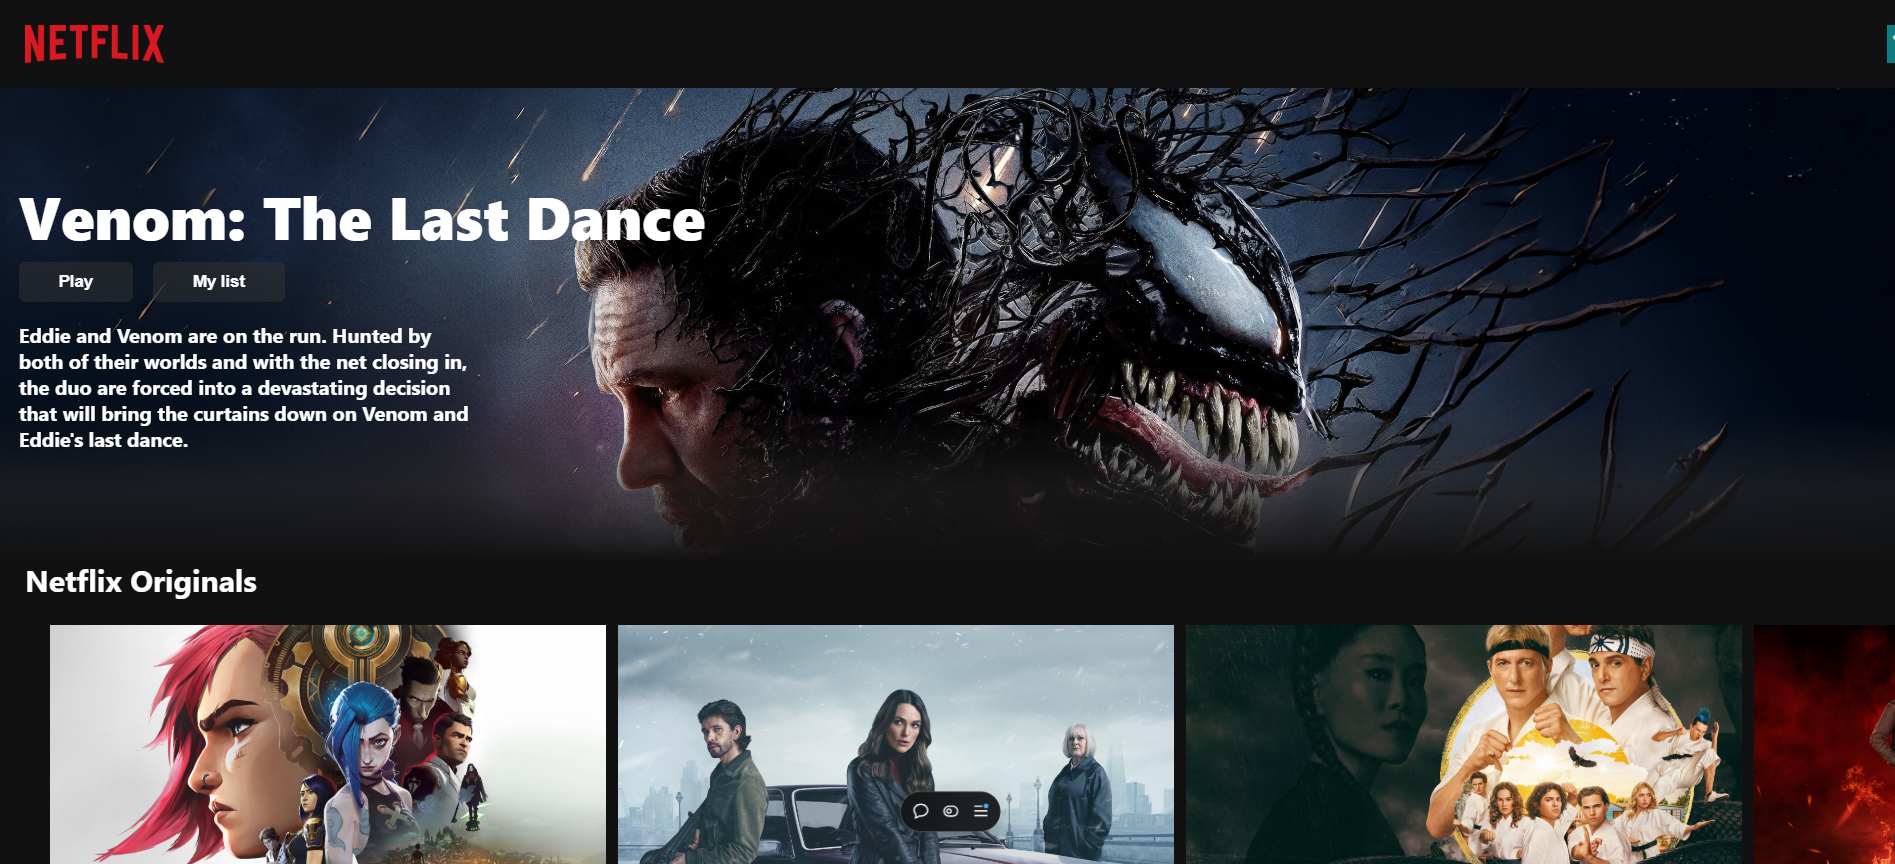 NETFLIX
Venom: The Last Dance
Play
My list
Eddie and Venom are on the run. Hunted by
both of their worlds and with the net closing in,
the duo are forced into a devastating decision
that will bring the curtains down on Venom and
Eddie's last dance.
Netflix Originals